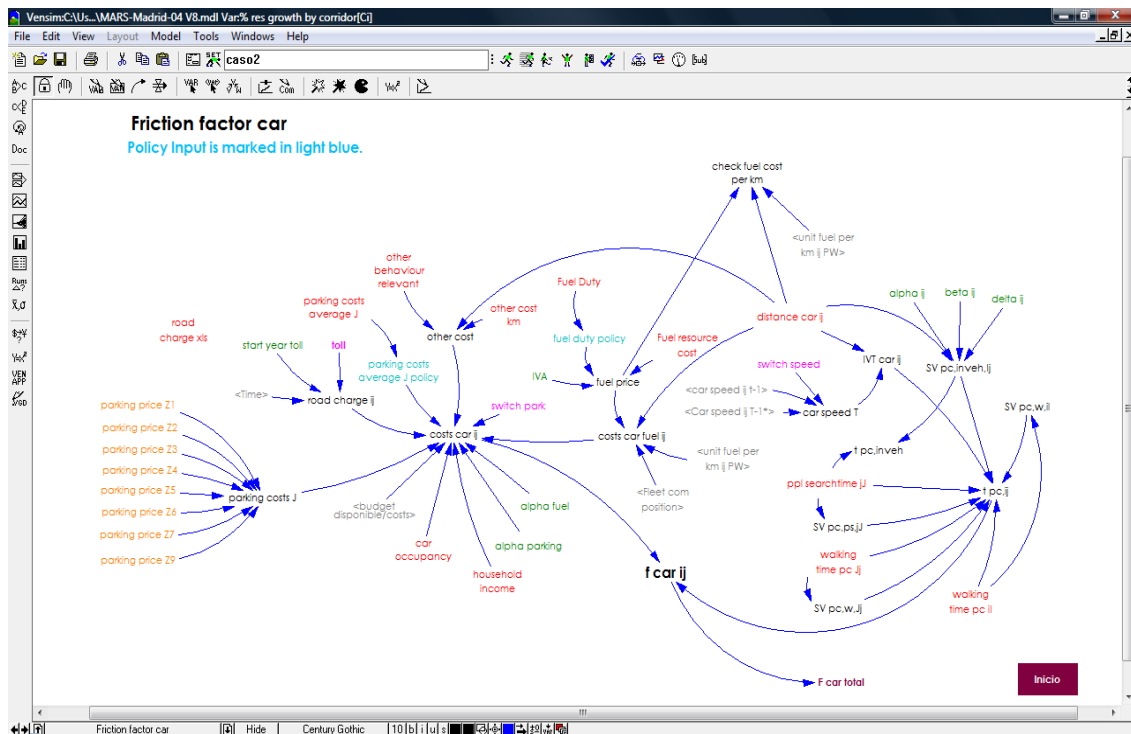 Vensim:C:\Us...\MARS-Madrid-04 V8.mdl Var:% res growth by corridor[Ci]
File Edit View Layout Model Tools Windows Help
SET caso2
Sub
VAR
Com
Doc
Runs
VEN
APP
Friction factor car
Policy Input is marked in light blue.
check fuel cost
per km
<unit fuel per
km ij PW>
other
behaviour
relevant
Fuel Duty
alpha ij
beta ij
delta ij
parking costs
average J
other cost
km
distance car ij
road
charge xls
start year toll
toll
other cost
fuel duty policy
Fuel resource
cost
parking costs
average J policy
switch speed
IVT car ij
SV pc,inveh,Ij
IVA
fuel price
<Time>
road charge ij
<car speed ij t-1>
<Car speed ij T-1*>
car speed T
switch park
SV pc,w,iI
parking price Z1
parking price Z2
parking price Z3
parking price Z4
parking price Z5
parking price Z6
parking price Z7
parking price Z9
costs car ij
costs car fuel ij
<unit fuel per
km ij PW>
t pc,inveh
parking costs J
<budget
disponible/costs>
alpha fuel
<Fleet com
position>
ppl searchtime jJ
t pc,ij
SV pc,ps,jJ
car
occupancy
alpha parking
household
income
f car ij
walking
time pc Jj
walking
time pc iI
SV pc,w,Jj
F car total
Inicio
Friction factor car
Hide
Century Gothic
10 b i u s